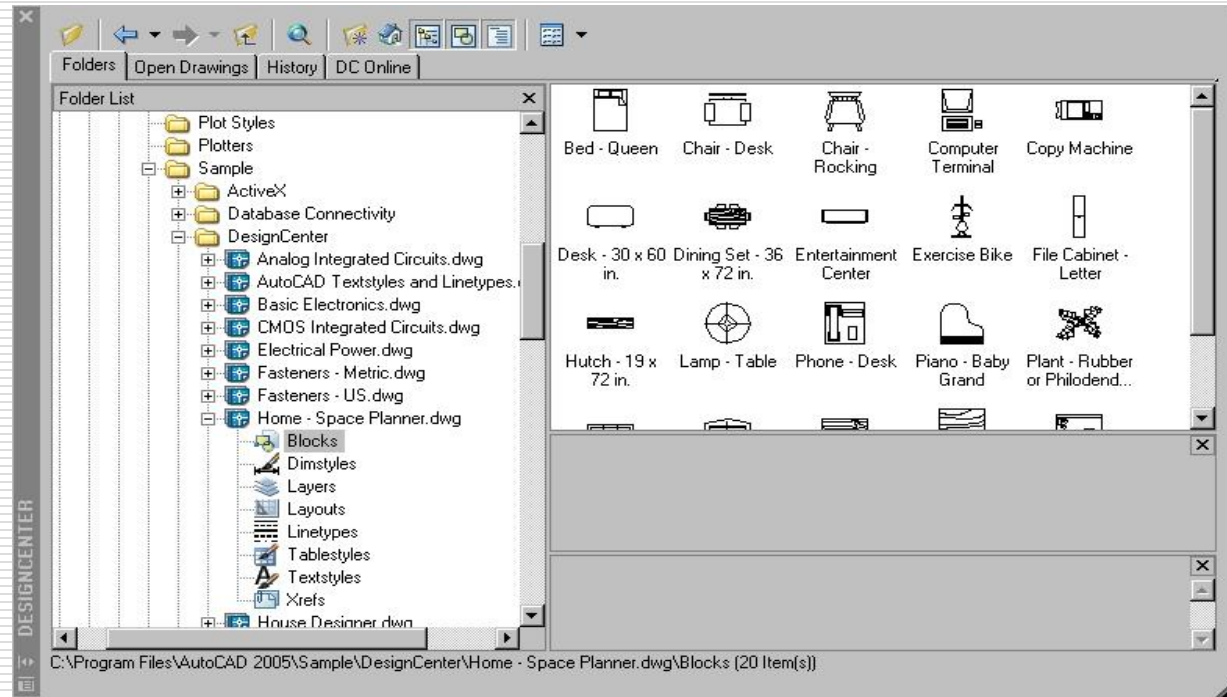 Folders Open Drawings History DC Online
Folder List
Plot Styles
Plotters
Sample
ActiveX
Database Connectivity
DesignCenter
Analog Integrated Circuits.dwg
AutoCAD Textstyles and Linetypes.
Basic Electronics.dwg
CMOS Integrated Circuits.dwg
Electrical Power.dwg
Fasteners - Metric.dwg
Fasteners - US.dwg
Home - Space Planner.dwg
Blocks
Dimstyles
Layers
Layouts
Linetypes
Tablestyles
Textstyles
Xrefs
House Designer.dwg
Bed - Queen
Chair - Desk
Chair -
Rocking
Computer
Terminal
Copy Machine
Desk - 30 x 60
in.
Dining Set - 36
x 72 in.
Entertainment
Center
Exercise Bike
File Cabinet -
Letter
Hutch - 19 x
72 in.
Lamp - Table
Phone - Desk
Piano - Baby
Grand
Plant - Rubber
or Philodend...
DESIGNCENTER
C:\Program Files\AutoCAD 2005\Sample\DesignCenter\Home - Space Planner.dwg\Blocks (20 Item(s))